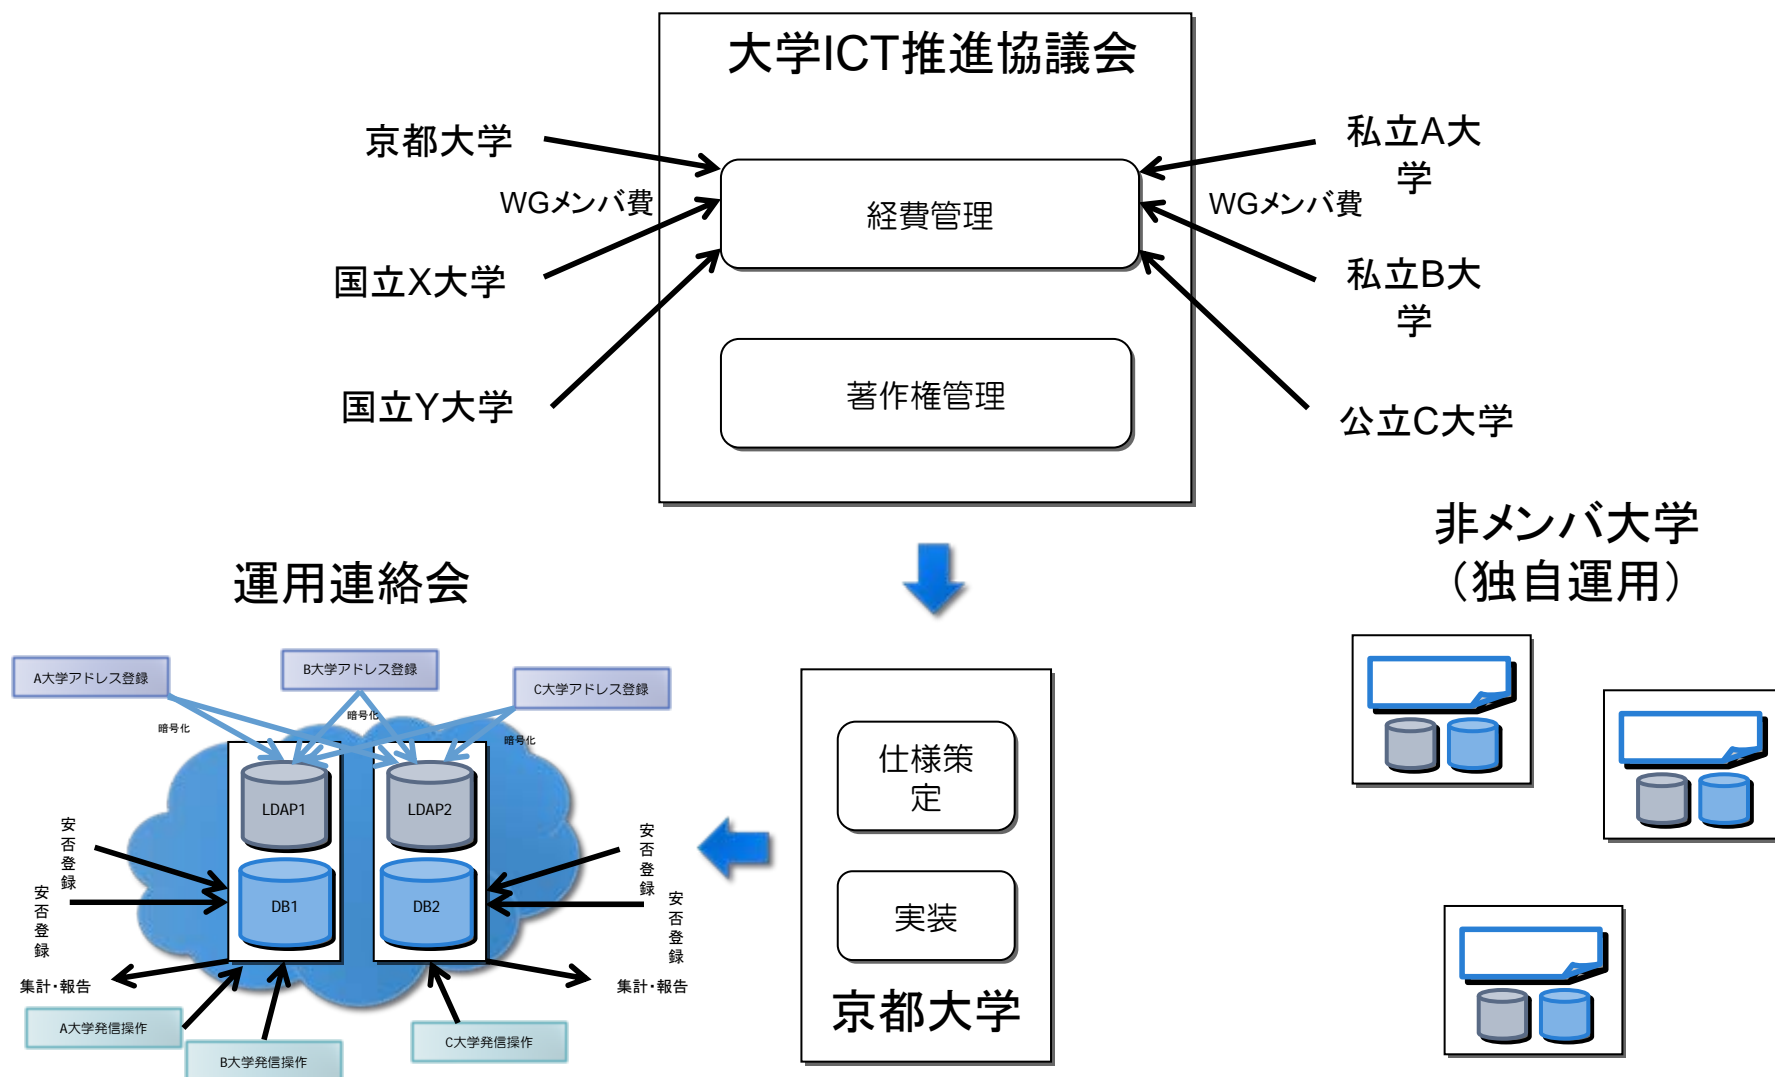 大学ICT推進協議会
京都大学
WGメンバ費
国立X大学
国立Y大学
経費管理
著作権管理
私立A大
学
WGメンバ費
私立B大
学
公立C大学
非メンバ大学
（独自運用）
運用連絡会
A大学アドレス登録
B大学アドレス登録
C大学アドレス登録
暗号化
暗号化
暗号化
LDAP1
LDAP2
DB1
DB2
安否登録
安否登録
安否登録
安否登録
集計・報告
集計・報告
A大学発信操作
B大学発信操作
C大学発信操作
仕様策
定
実装
京都大学